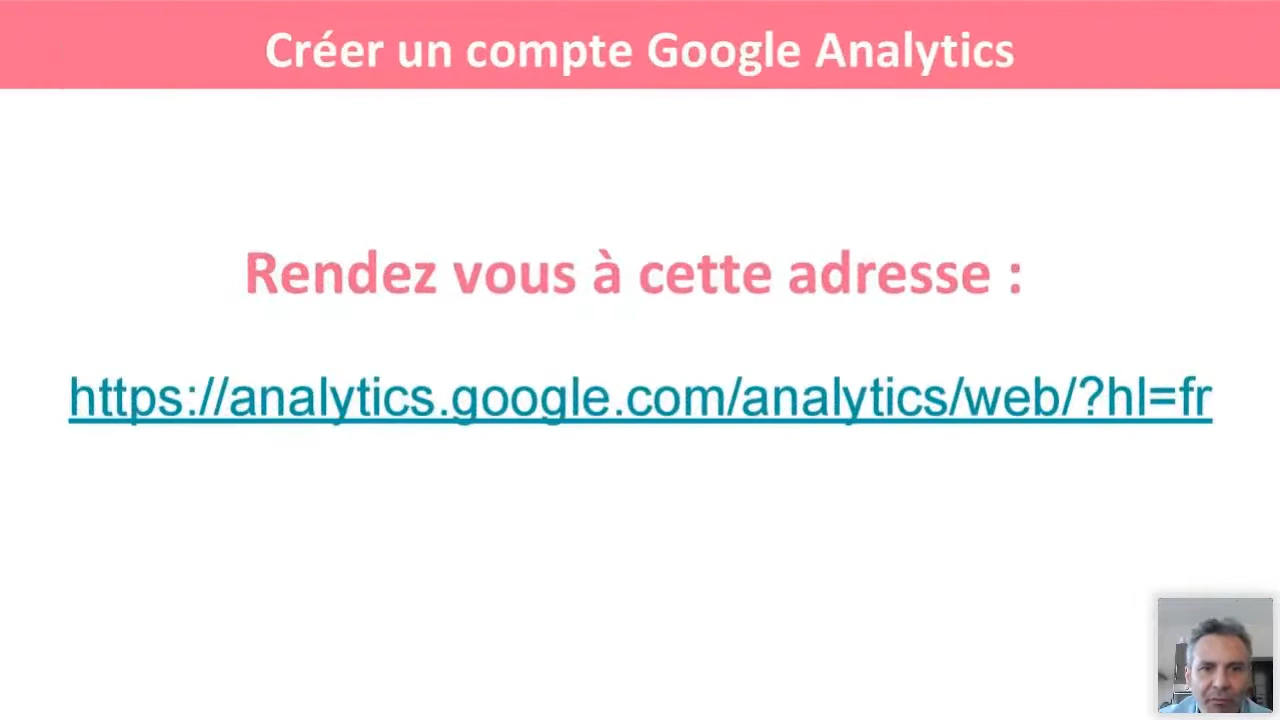 Créer un compte Google Analytics
Rendez vous à cette adresse :
https://analytics.google.com/analytics/web/?hl=fr